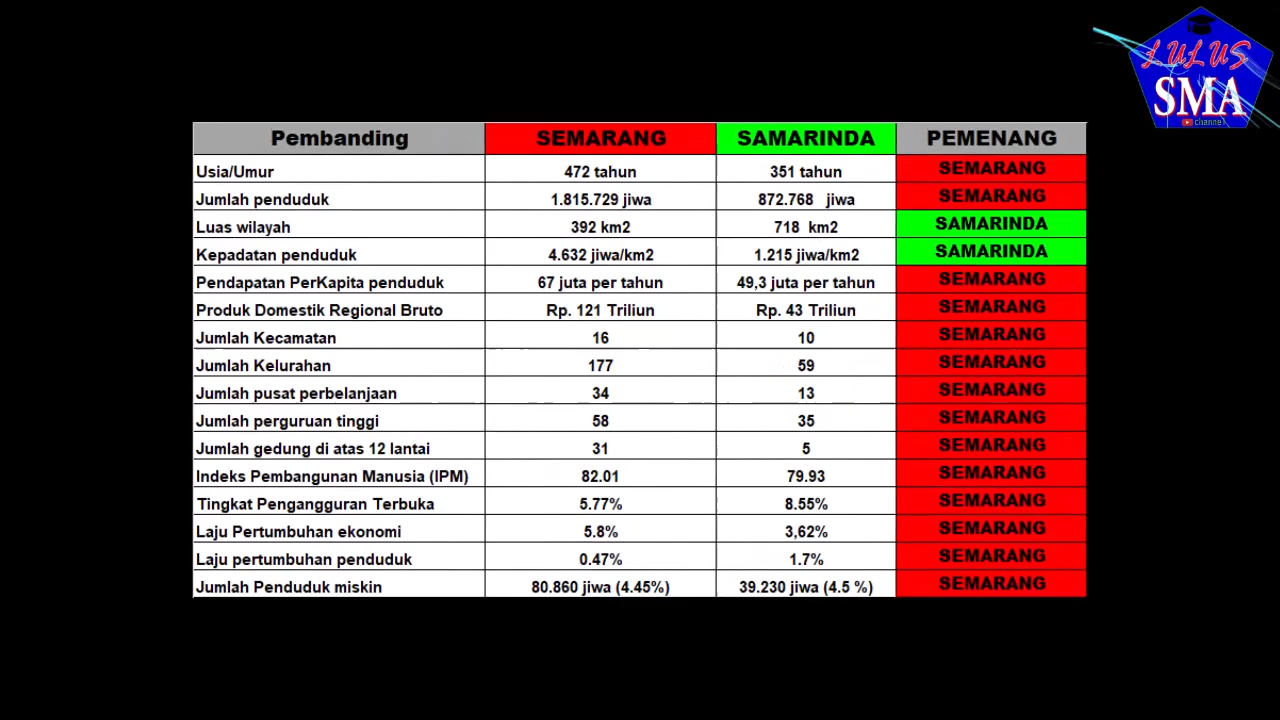 LULUS
SMA
channel
Pembanding SEMARANG SAMARINDA PEMENANG
Usia/Umur 472 tahun 351 tahun SEMARANG
Jumlah penduduk 1.815.729 jiwa 872.768 jiwa SEMARANG
Luas wilayah 392 km2 718 km2 SAMARINDA
Kepadatan penduduk 4.632 jiwa/km2 1.215 jiwa/km2 SAMARINDA
Pendapatan PerKapita penduduk 67 juta per tahun 49,3 juta per tahun SEMARANG
Produk Domestik Regional Bruto Rp. 121 Triliun Rp. 43 Triliun SEMARANG
Jumlah Kecamatan 16 10 SEMARANG
Jumlah Kelurahan 177 59 SEMARANG
Jumlah pusat perbelanjaan 34 13 SEMARANG
Jumlah perguruan tinggi 58 35 SEMARANG
Jumlah gedung di atas 12 lantai 31 5 SEMARANG
Indeks Pembangunan Manusia (IPM) 82.01 79.93 SEMARANG
Tingkat Pengangguran Terbuka 5.77% 8.55% SEMARANG
Laju Pertumbuhan ekonomi 5.8% 3,62% SEMARANG
Laju pertumbuhan penduduk 0.47% 1.7% SEMARANG
Jumlah Penduduk miskin 80.860 jiwa (4.45%) 39.230 jiwa (4.5 %) SEMARANG